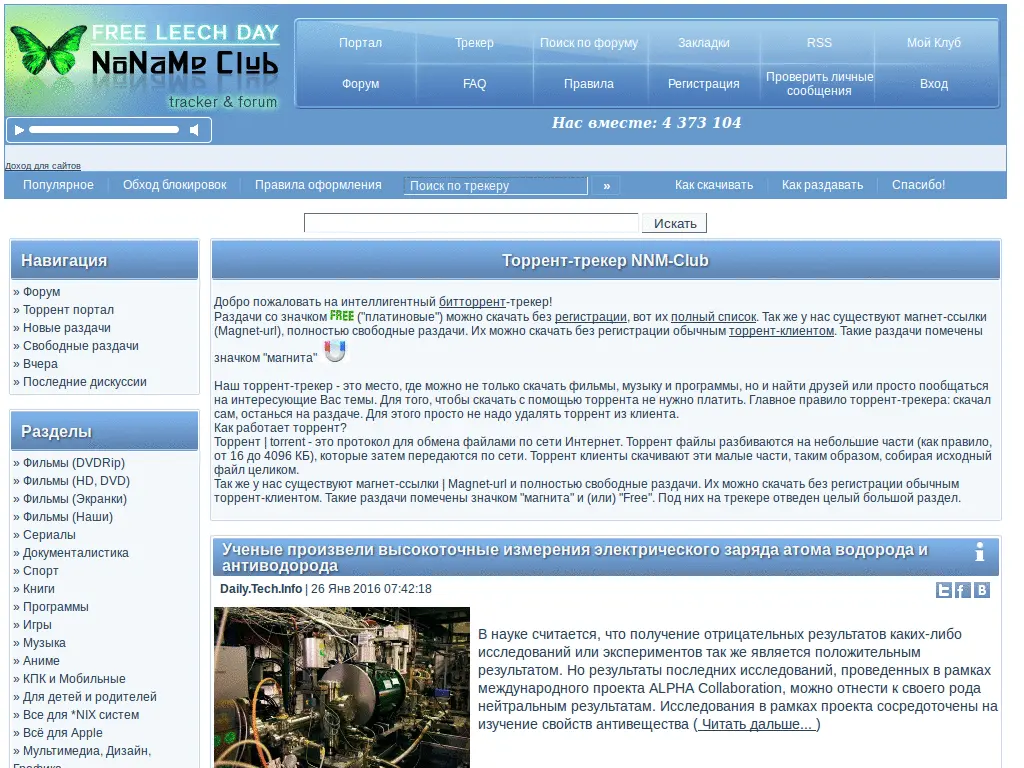 FREE LEECH DAY
NoNaMe Club
tracker & forum
Портал
Трекер
Поиск по форуму
Закладки
RSS
Мой Клуб
Форум
FAQ
Правила
Регистрация
Проверить личные
сообщения
Вход
Нас вместе: 4 373 104
Доход для сайтов
Популярное
Обход блокировок
Правила оформления
Поиск по трекеру
»
Как скачивать
Как раздавать
Спасибо!
Искать
Навигация
» Форум
» Торрент портал
» Новые раздачи
» Свободные раздачи
» Вчера
» Последние дискуссии
Разделы
» Фильмы (DVDRip)
» Фильмы (HD, DVD)
» Фильмы (Экранки)
» Фильмы (Наши)
» Сериалы
» Документалистика
» Спорт
» Книги
» Программы
» Игры
» Музыка
» Аниме
» КПК и Мобильные
» Для детей и родителей
» Все для *NIX систем
» Всё для Apple
» Мультимедиа, Дизайн,
Графика
Торрент-трекер NNM-Club
Добро пожаловать на интеллигентный битторрент-трекер!
Раздачи со значком FREE ("платиновые") можно скачать без регистрации, вот их полный список. Так же у нас существуют магнет-ссылки
(Magnet-url), полностью свободные раздачи. Их можно скачать без регистрации обычным торрент-клиентом. Такие раздачи помечены
значком "магнита"
Наш торрент-трекер - это место, где можно не только скачать фильмы, музыку и программы, но и найти друзей или просто пообщаться
на интересующие Вас темы. Для того, чтобы скачать с помощью торрента не нужно платить. Главное правило торрент-трекера: скачал
сам, останься на раздаче. Для этого просто не надо удалять торрент из клиента.
Как работает торрент?
Торрент | torrent - это протокол для обмена файлами по сети Интернет. Торрент файлы разбиваются на небольшие части (как правило,
от 16 до 4096 КБ), которые затем передаются по сети. Торрент клиенты скачивают эти малые части, таким образом, собирая исходный
файл целиком.
Так же у нас существуют магнет-ссылки | Magnet-url и полностью свободные раздачи. Их можно скачать без регистрации обычным
торрент-клиентом. Такие раздачи помечены значком "магнита" и (или) "Free". Под них на трекере отведен целый большой раздел.
Ученые произвели высокоточные измерения электрического заряда атома водорода и
антиводорода
Daily.Tech.Info | 26 Янв 2016 07:42:18
В науке считается, что получение отрицательных результатов каких-либо
исследований или экспериментов так же является положительным
результатом. Но результаты последних исследований, проведенных в рамках
международного проекта ALPHA Collaboration, можно отнести к своего рода
нейтральным результатам. Исследования в рамках проекта сосредоточены на
изучение свойств антивещества ( Читать дальше... )